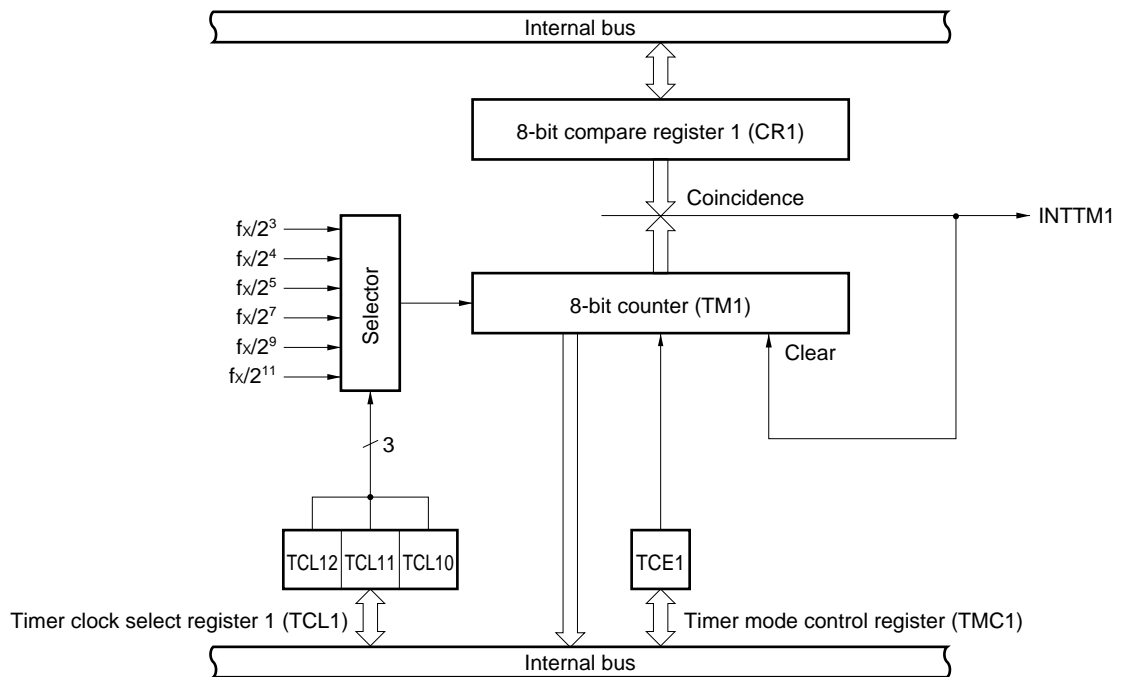 Internal bus
8-bit compare register 1 (CR1)
Coincidence
INTTM1
fx/2³
fx/2⁴
fx/2⁵
fx/2⁷
fx/2⁹
fx/2¹¹
Selector
8-bit counter (TM1)
Clear
3
TCL12 TCL11 TCL10
TCE1
Timer clock select register 1 (TCL1)
Timer mode control register (TMC1)
Internal bus